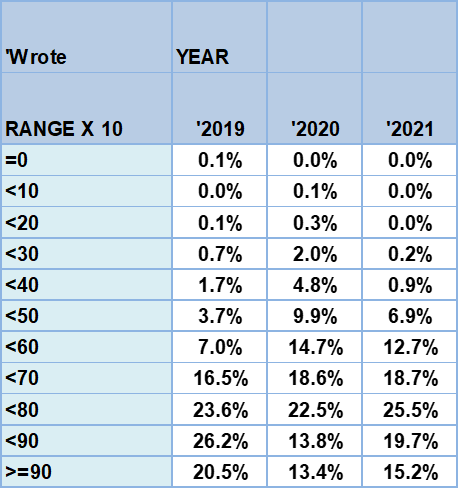 'Wrote YEAR
RANGE X 10 '2019 '2020 '2021
=0 0.1% 0.0% 0.0%
<10 0.0% 0.1% 0.0%
<20 0.1% 0.3% 0.0%
<30 0.7% 2.0% 0.2%
<40 1.7% 4.8% 0.9%
<50 3.7% 9.9% 6.9%
<60 7.0% 14.7% 12.7%
<70 16.5% 18.6% 18.7%
<80 23.6% 22.5% 25.5%
<90 26.2% 13.8% 19.7%
>=90 20.5% 13.4% 15.2%